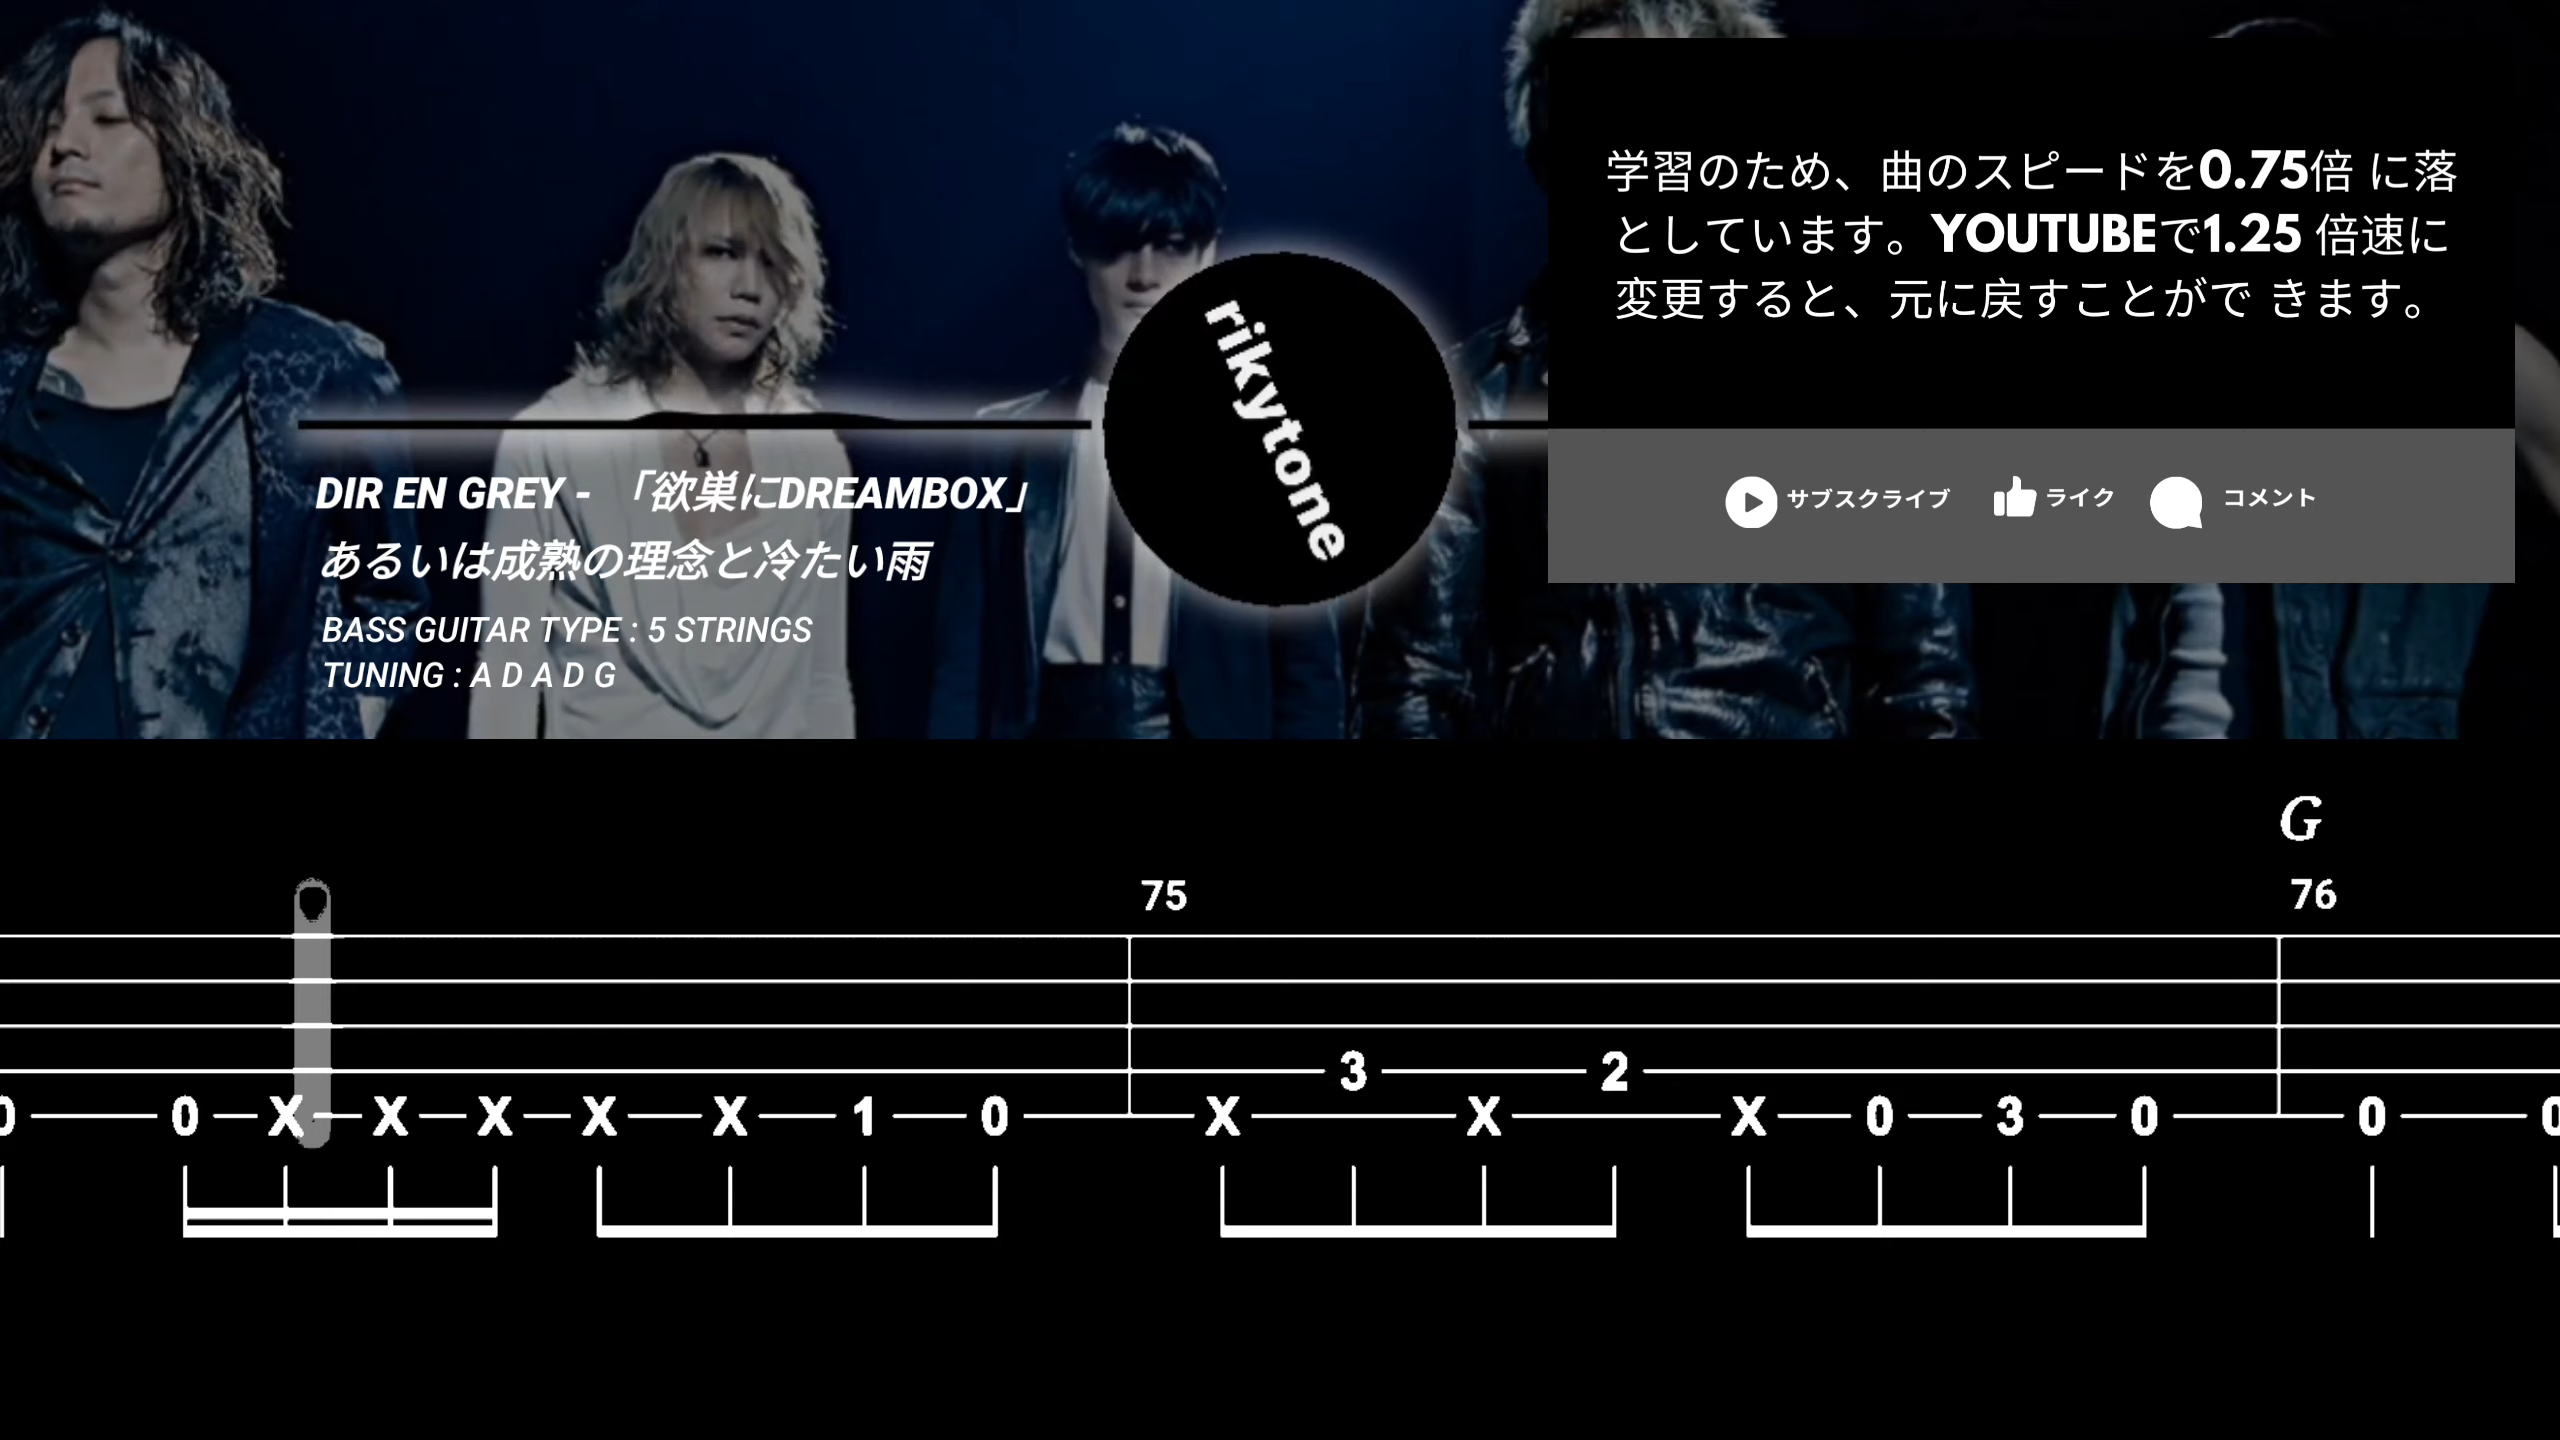 学習のため、曲のスピードを0.75倍 に落
としています。YOUTUBEで1.25 倍速に
変更すると、元に戻すことがで きます。
rikytone
サブスクライブ ライク コメント
DIR EN GREY - 「欲巣にDREAMBOX」
あるいは成熟の理念と冷たい雨
BASS GUITAR TYPE : 5 STRINGS
TUNING : A D A D G
G
75 76
3 2
0 0 X X X X X 1 0 X X X 0 3 0 0 0